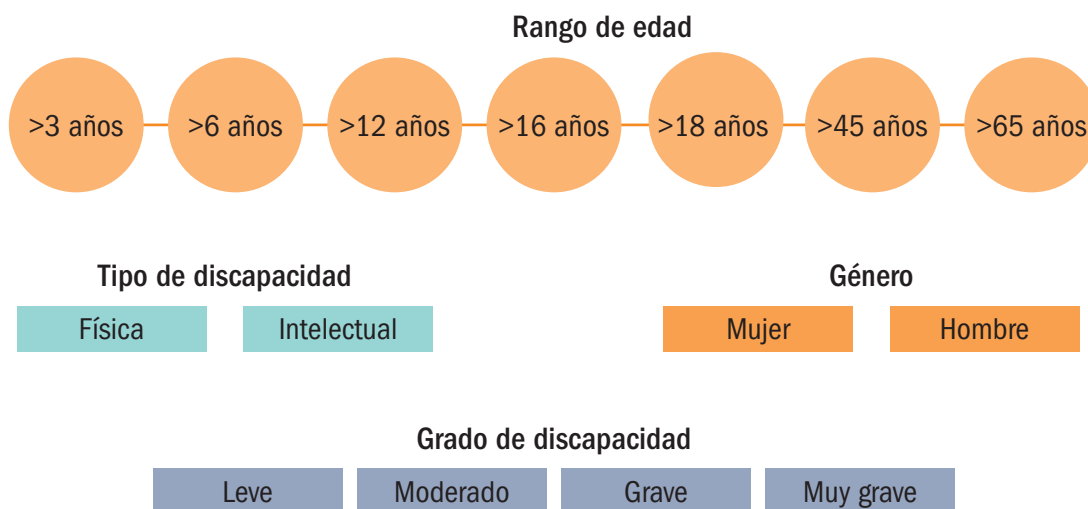 Rango de edad
>3 años >6 años >12 años >16 años >18 años >45 años >65 años
Tipo de discapacidad Género
Física Intelectual Mujer Hombre
Grado de discapacidad
Leve Moderado Grave Muy grave